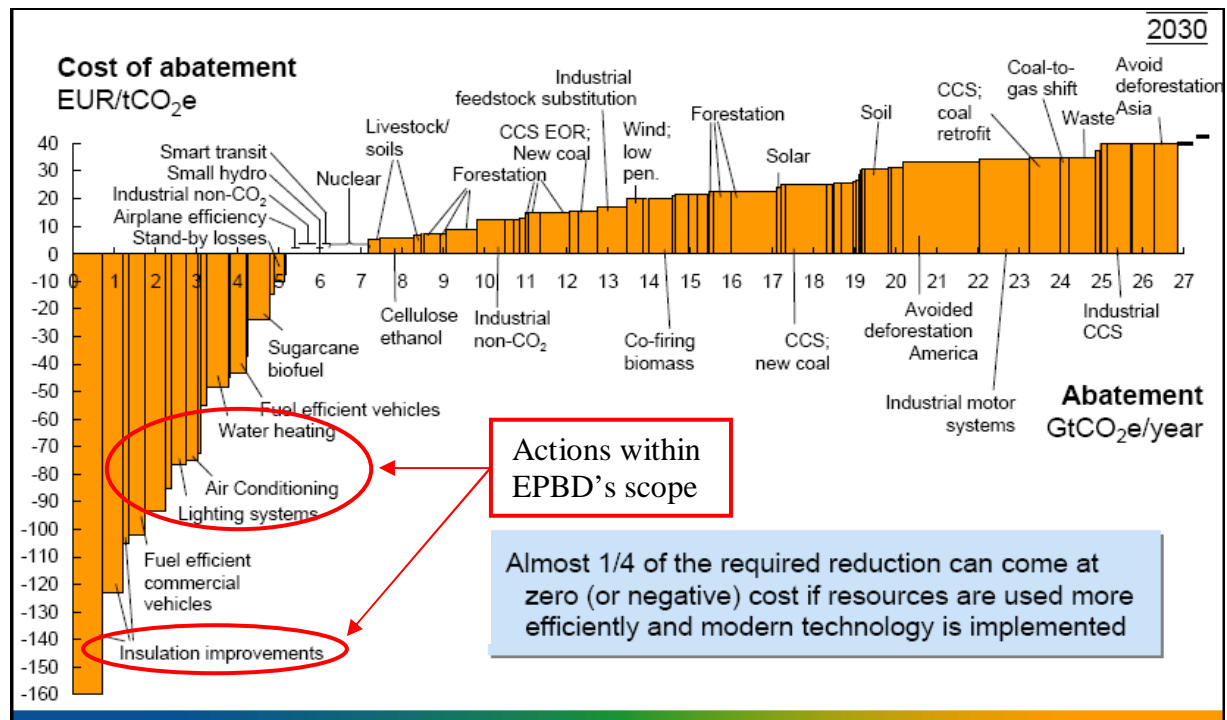 2030
Cost of abatement
EUR/tCO₂e
Smart transit
Small hydro
Industrial non-CO₂
Airplane efficiency
Stand-by losses
Nuclear
Livestock/
soils
Forestation
Industrial
feedstock substitution
CCS EOR;
New coal
Wind;
low
pen.
Forestation
Solar
Soil
CCS;
coal
retrofit
Coal-to-
gas shift
Waste
Avoid
deforestation
Asia
40
30
20
10
0
-10
-20
-30
-40
-50
-60
-70
-80
-90
-100
-110
-120
-130
-140
-150
-160
0 1 2 3 4 5 6 7 8 9 10 11 12 13 14 15 16 17 18 19 20 21 22 23 24 25 26 27
Cellulose
ethanol
Industrial
non-CO₂
Co-firing
biomass
CCS;
new coal
Avoided
deforestation
America
Industrial motor
systems
Industrial
CCS
Abatement
GtCO₂e/year
Sugarcane
biofuel
Fuel efficient vehicles
Water heating
Air Conditioning
Lighting systems
Fuel efficient
commercial
vehicles
Insulation improvements
Actions within
EPBD's scope
Almost 1/4 of the required reduction can come at
zero (or negative) cost if resources are used more
efficiently and modern technology is implemented